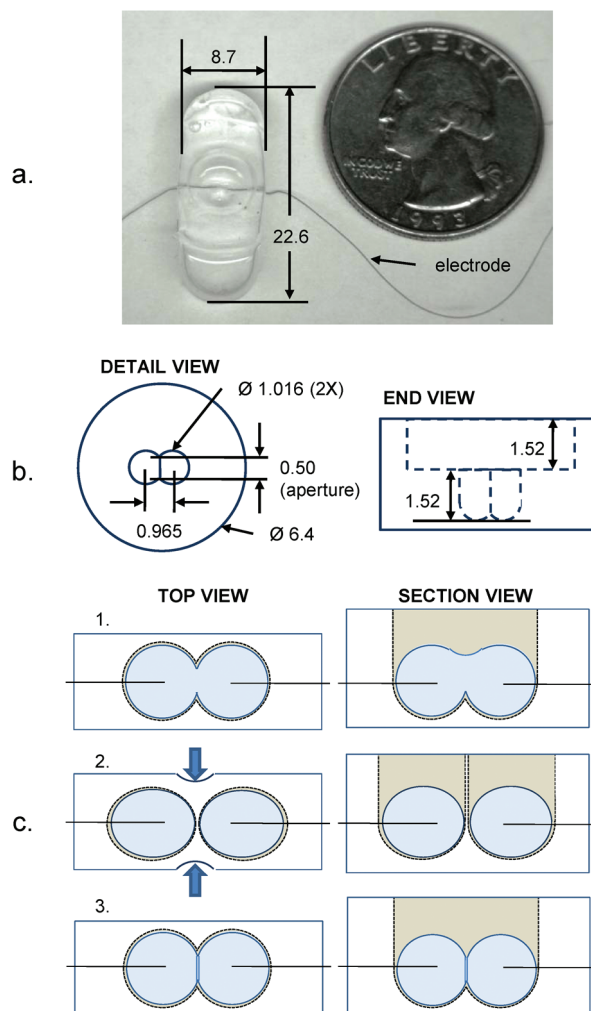 a.
8.7
22.6
electrode
LIBERTY
IN GOD WE
TRUST
1993
b.
DETAIL VIEW
Ø 1.016 (2X)
0.50
(aperture)
0.965
Ø 6.4
END VIEW
1.52
1.52
c.
TOP VIEW
SECTION VIEW
1.
2.
3.